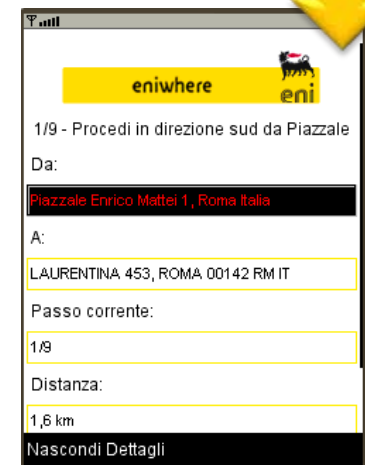 eniwhere
eni
1/9 - Procedi in direzione sud da Piazzale
Da:
Piazzale Enrico Mattei 1, Roma Italia
A:
LAURENTINA 453, ROMA 00142 RM IT
Passo corrente:
1/9
Distanza:
1,6 km
Nascondi Dettagli